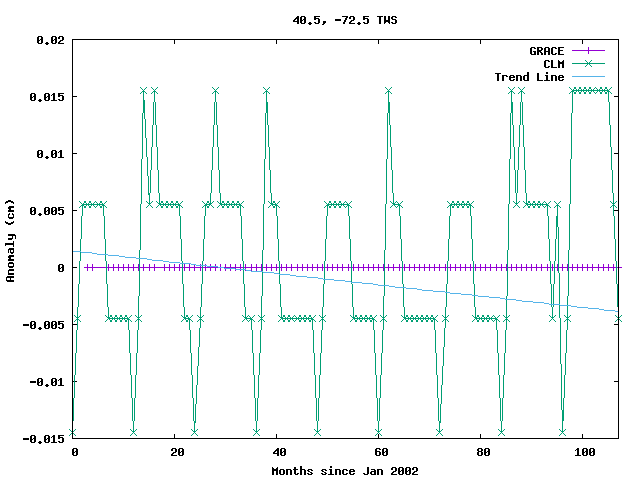 40.5, -72.5 TWS
GRACE
CLM
Trend Line
0.02
0.015
0.01
0.005
0
-0.005
-0.01
-0.015
Anomaly (cm)
0 20 40 60 80 100
Months since Jan 2002